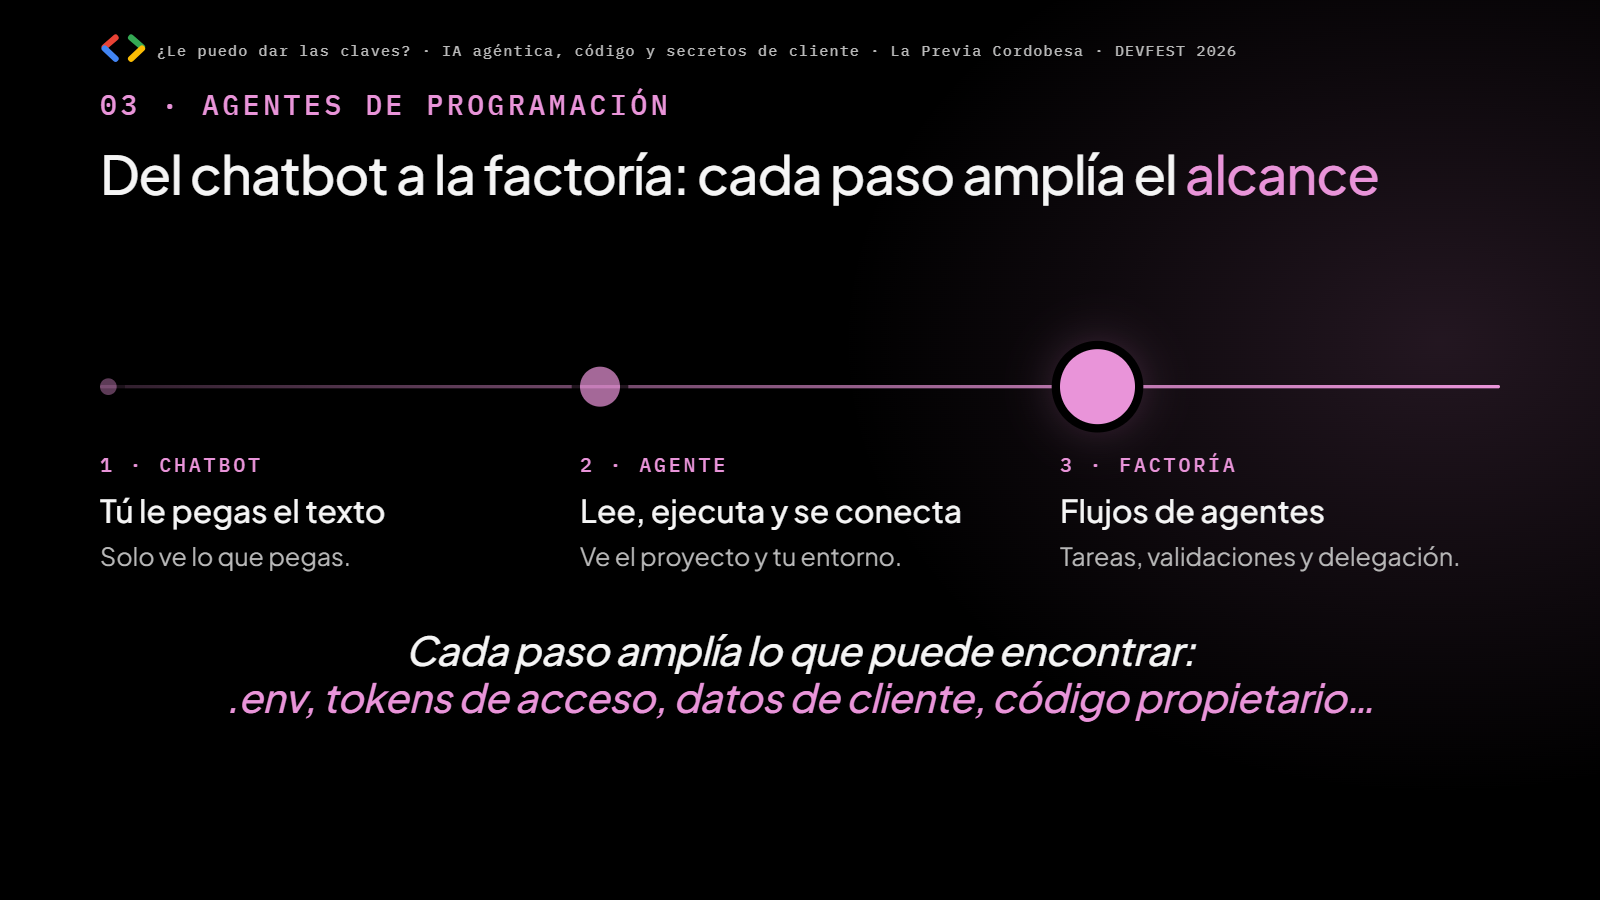 ¿Le puedo dar las claves? · IA agéntica, código y secretos de cliente · La Previa Cordobesa · DEVFEST 2026
03 · AGENTES DE PROGRAMACIÓN
Del chatbot a la factoría: cada paso amplía el alcance
1 · CHATBOT
Tú le pegas el texto
Solo ve lo que pegas.
2 · AGENTE
Lee, ejecuta y se conecta
Ve el proyecto y tu entorno.
3 · FACTORÍA
Flujos de agentes
Tareas, validaciones y delegación.
Cada paso amplía lo que puede encontrar:
.env, tokens de acceso, datos de cliente, código propietario…